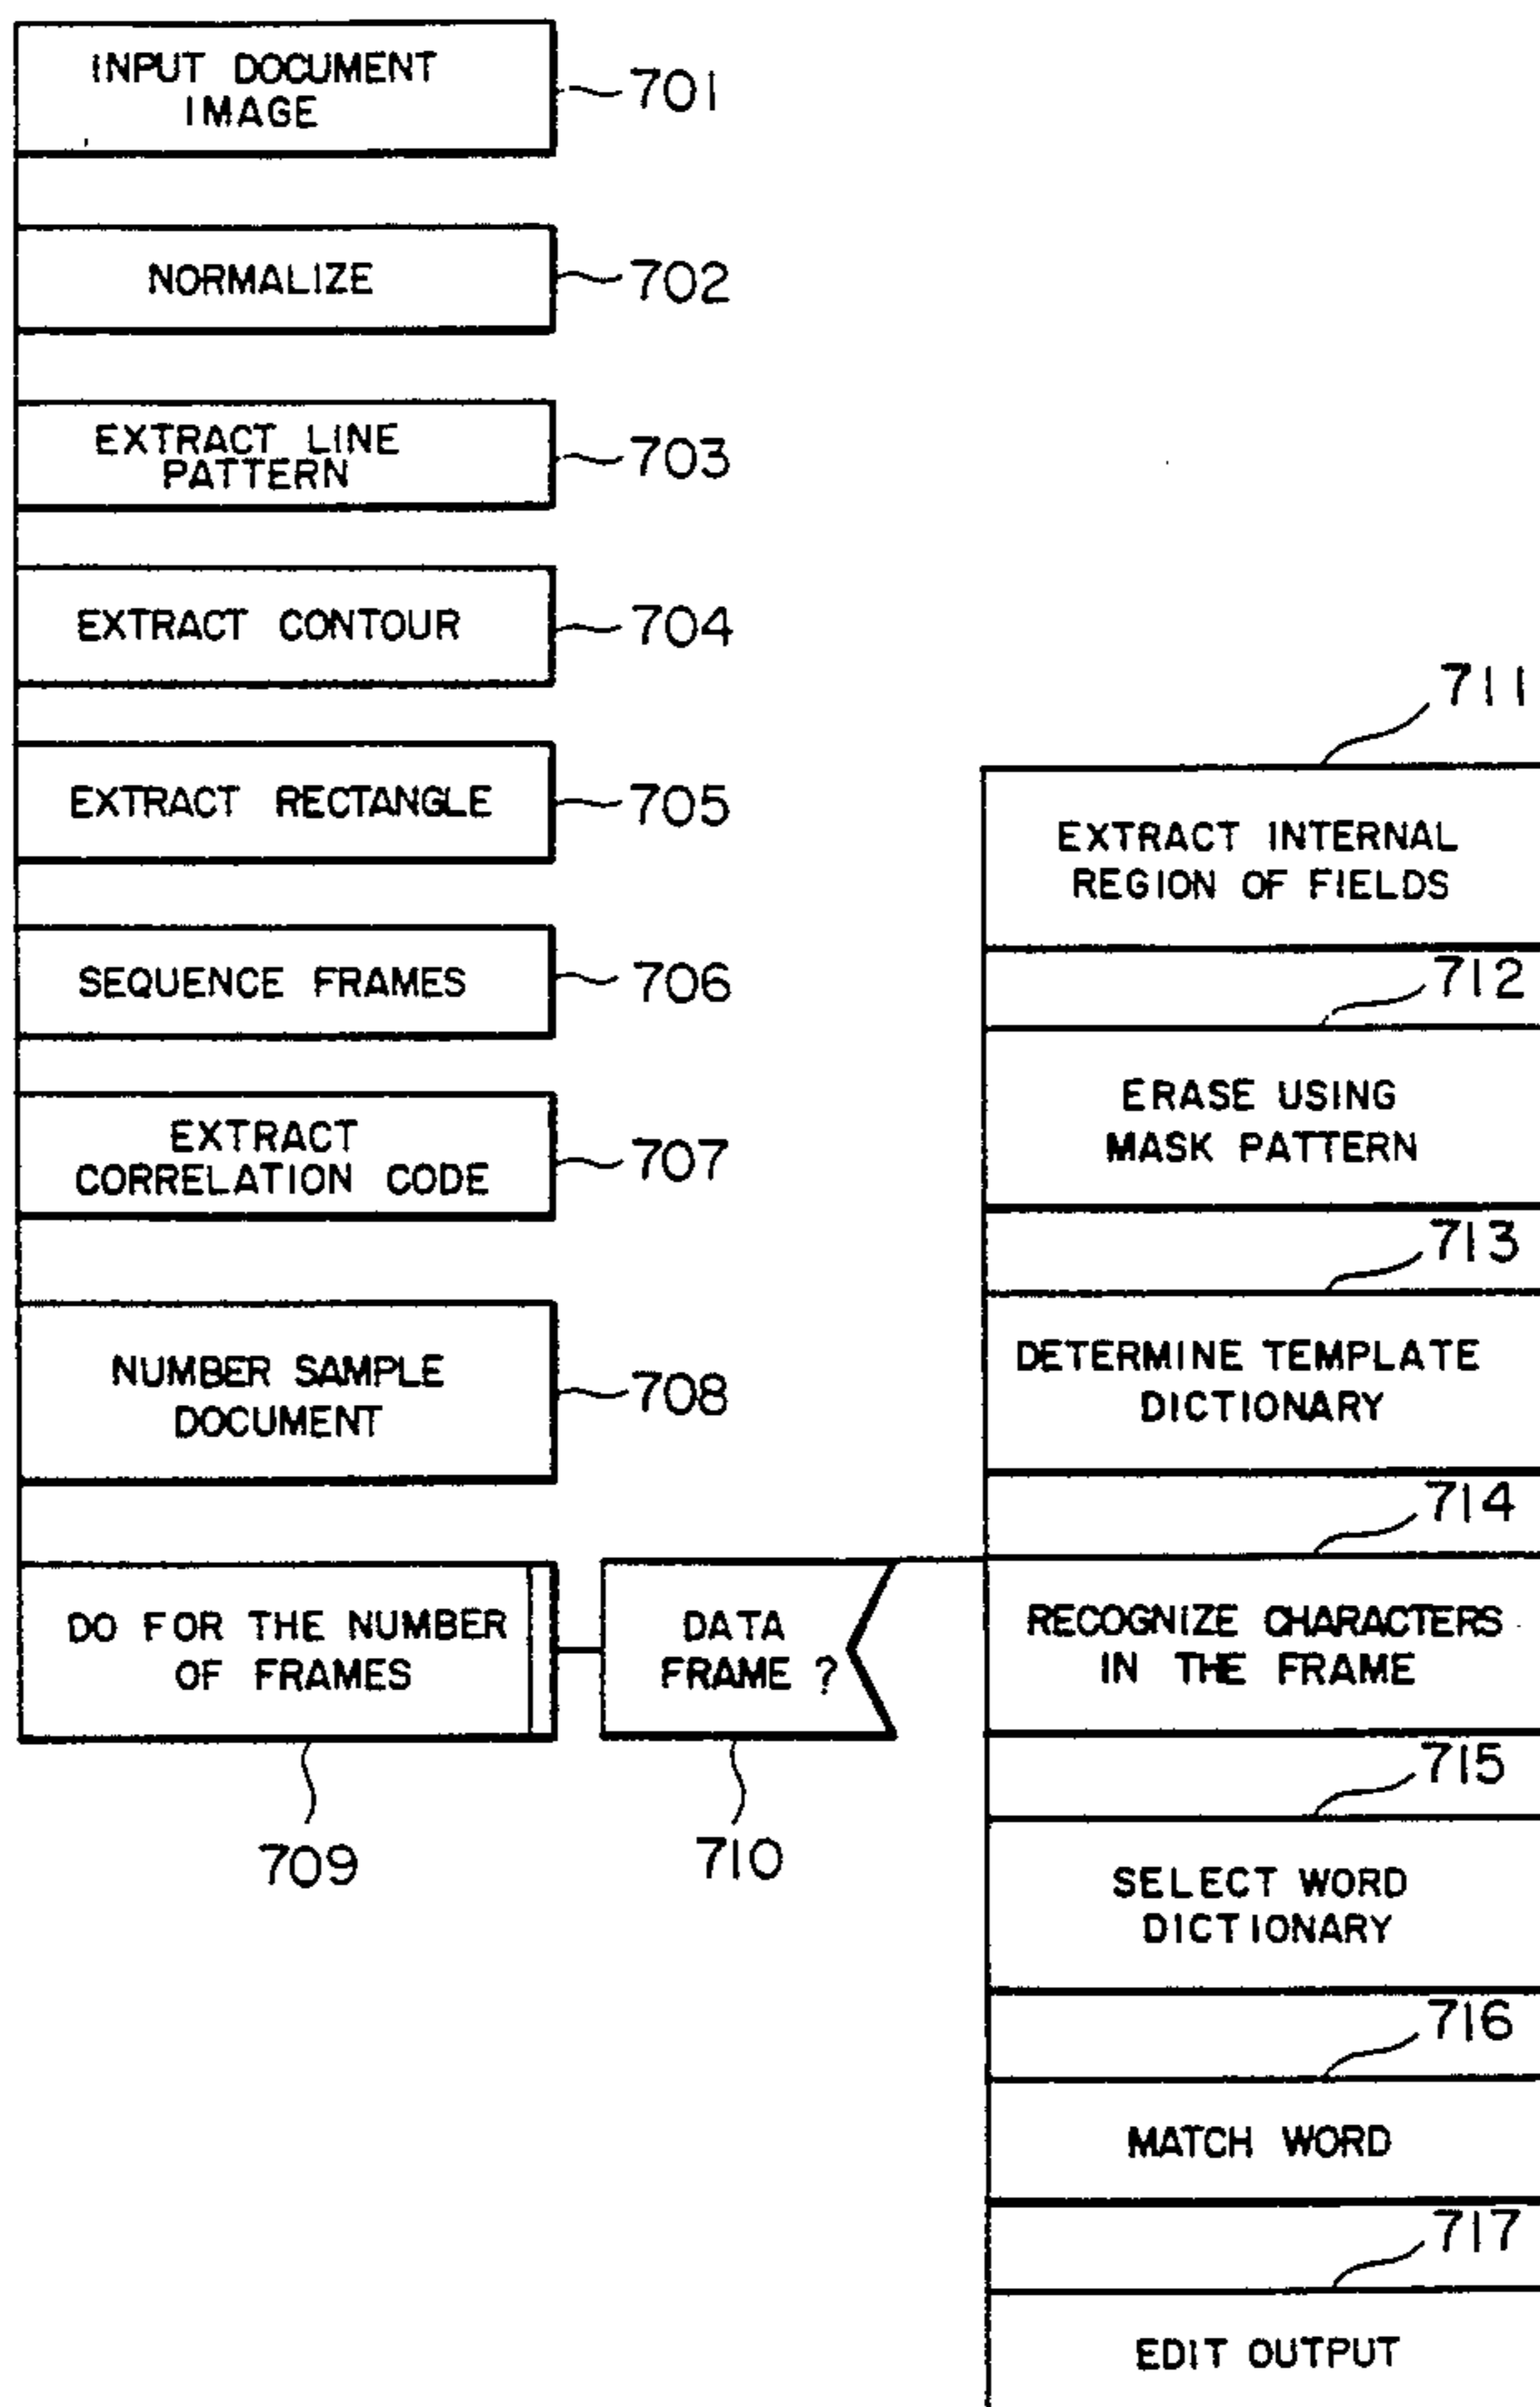 INPUT DOCUMENT
IMAGE
701
NORMALIZE
702
EXTRACT LINE
PATTERN
703
EXTRACT CONTOUR
704
EXTRACT RECTANGLE
705
SEQUENCE FRAMES
706
EXTRACT
CORRELATION CODE
707
NUMBER SAMPLE
DOCUMENT
708
DO FOR THE NUMBER
OF FRAMES
709
DATA
FRAME ?
710
711
EXTRACT INTERNAL
REGION OF FIELDS
712
ERASE USING
MASK PATTERN
713
DETERMINE TEMPLATE
DICTIONARY
714
RECOGNIZE CHARACTERS
IN THE FRAME
715
SELECT WORD
DICTIONARY
716
MATCH WORD
717
EDIT OUTPUT